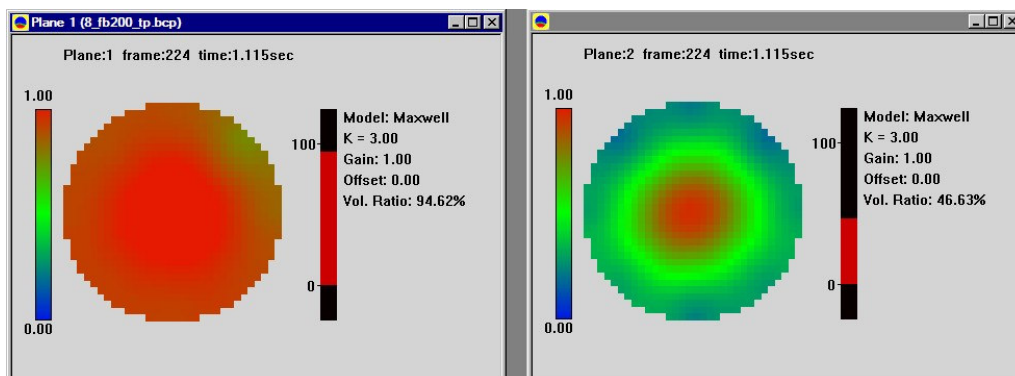 Plane 1 (8_fb200_tp.bcp)
Plane:1 frame:224 time:1.115sec
1.00
0.00
100
0
Model: Maxwell
K = 3.00
Gain: 1.00
Offset: 0.00
Vol. Ratio: 94.62%
Plane:2 frame:224 time:1.115sec
1.00
0.00
100
0
Model: Maxwell
K = 3.00
Gain: 1.00
Offset: 0.00
Vol. Ratio: 46.63%